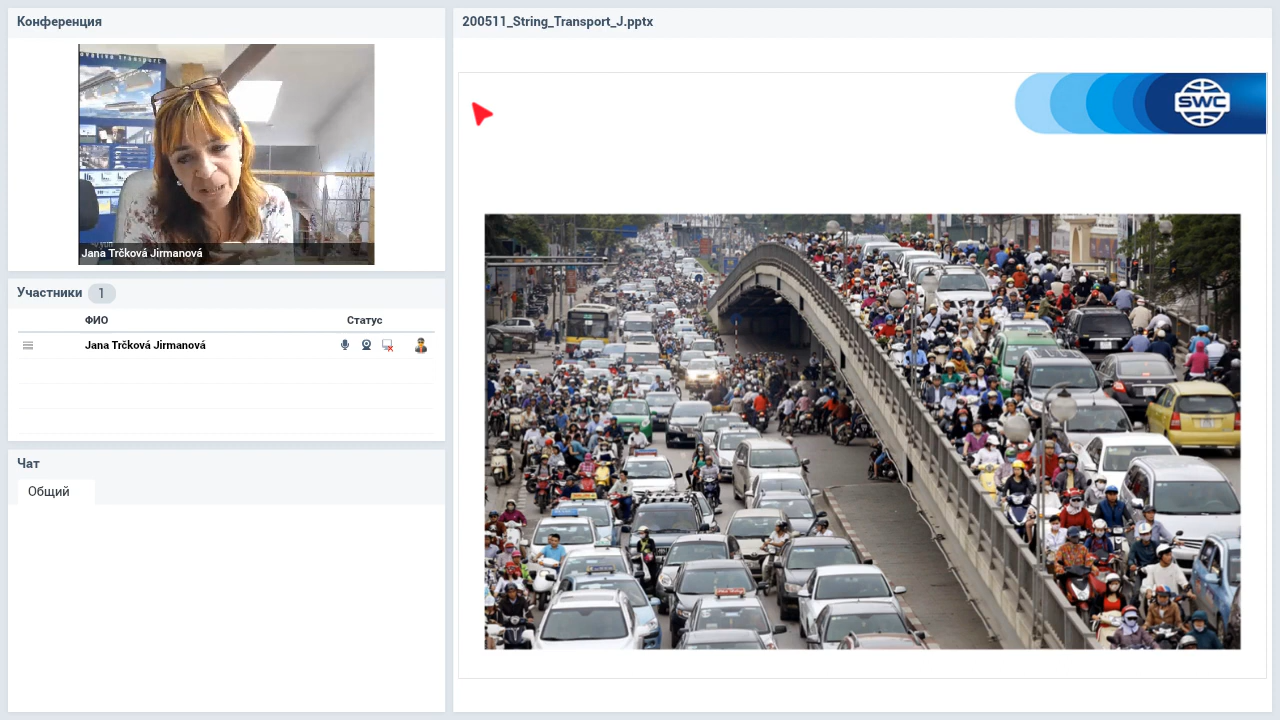 Конференция
Jana Trčková Jirmanová
Участники 1
ФИО Статус
Jana Trčková Jirmanová
Чат
Общий
200511_String_Transport_J.pptx
SWC